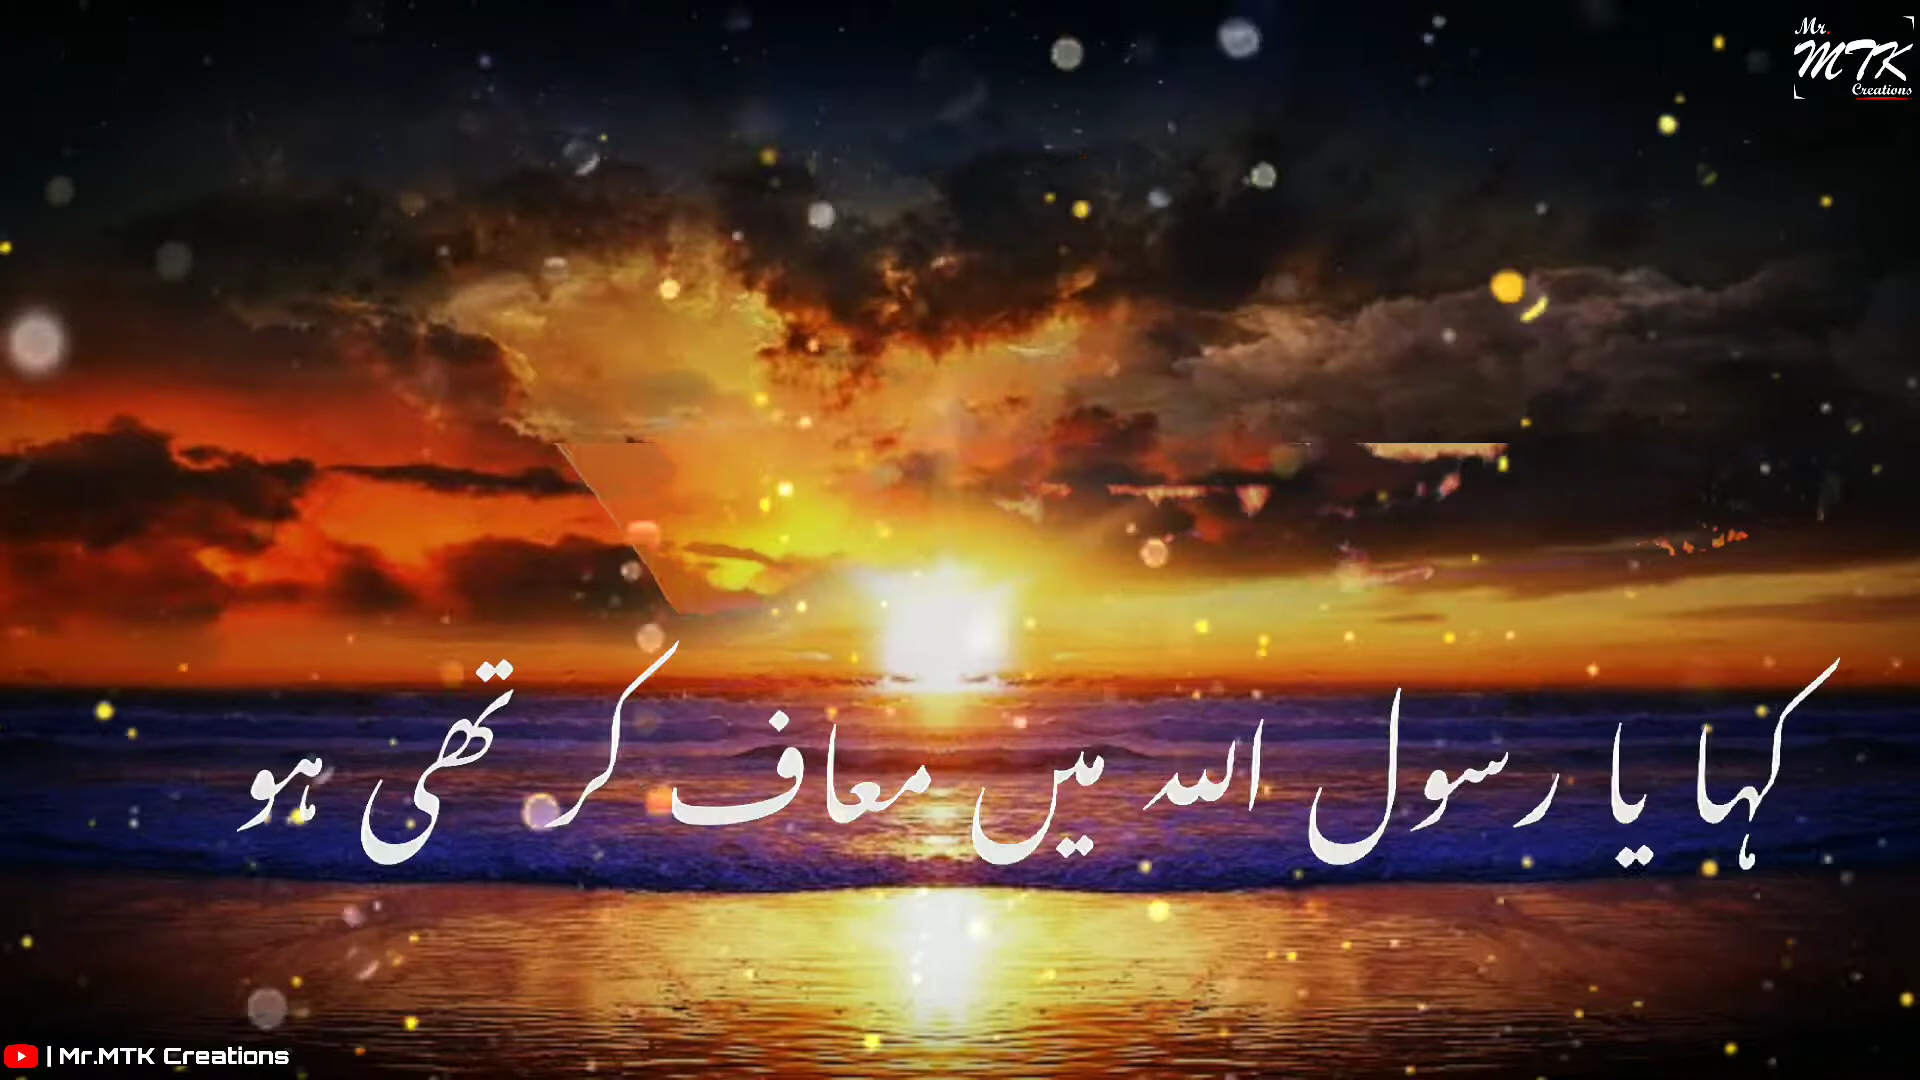 Mr.
MTK
Creations
کہا یا رسول اللہ میں معاف کر تھی ہو
| Mr.MTK Creations